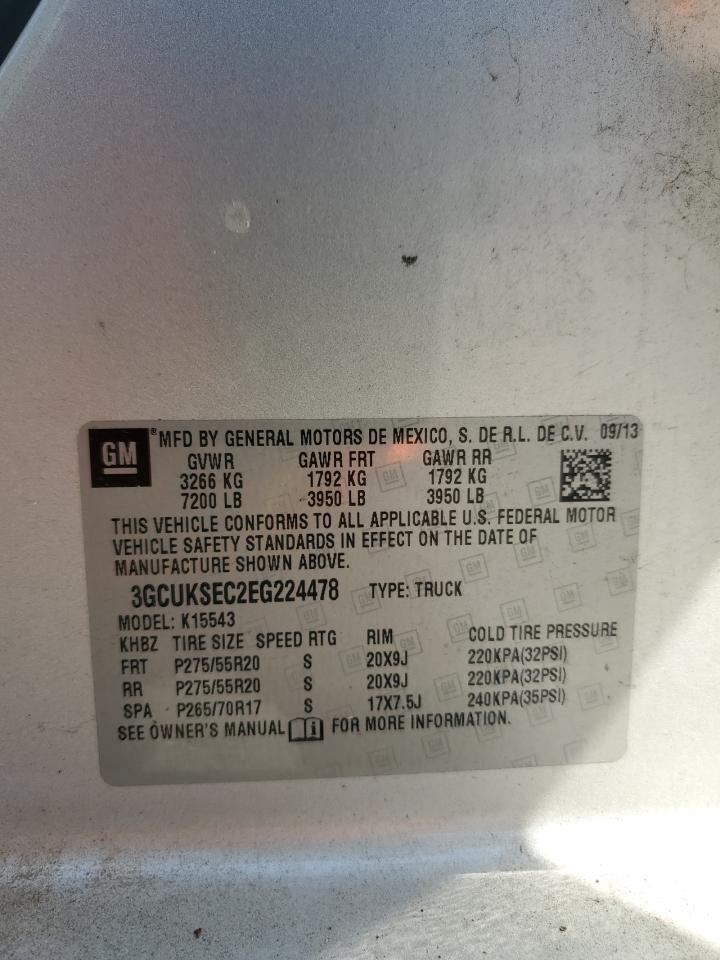 GM ® MFD BY GENERAL MOTORS DE MEXICO, S. DE R.L. DE C.V. 09/13
GVWR GAWR FRT GAWR RR
3266 KG 1792 KG 1792 KG
7200 LB 3950 LB 3950 LB
THIS VEHICLE CONFORMS TO ALL APPLICABLE U.S. FEDERAL MOTOR
VEHICLE SAFETY STANDARDS IN EFFECT ON THE DATE OF
MANUFACTURE SHOWN ABOVE.
3GCUKSEC2EG224478 TYPE: TRUCK
MODEL: K15543
KHBZ TIRE SIZE SPEED RTG RIM COLD TIRE PRESSURE
FRT P275/55R20 S 20X9J 220KPA(32PSI)
RR P275/55R20 S 20X9J 220KPA(32PSI)
SPA P265/70R17 S 17X7.5J 240KPA(35PSI)
SEE OWNER'S MANUAL i FOR MORE INFORMATION.